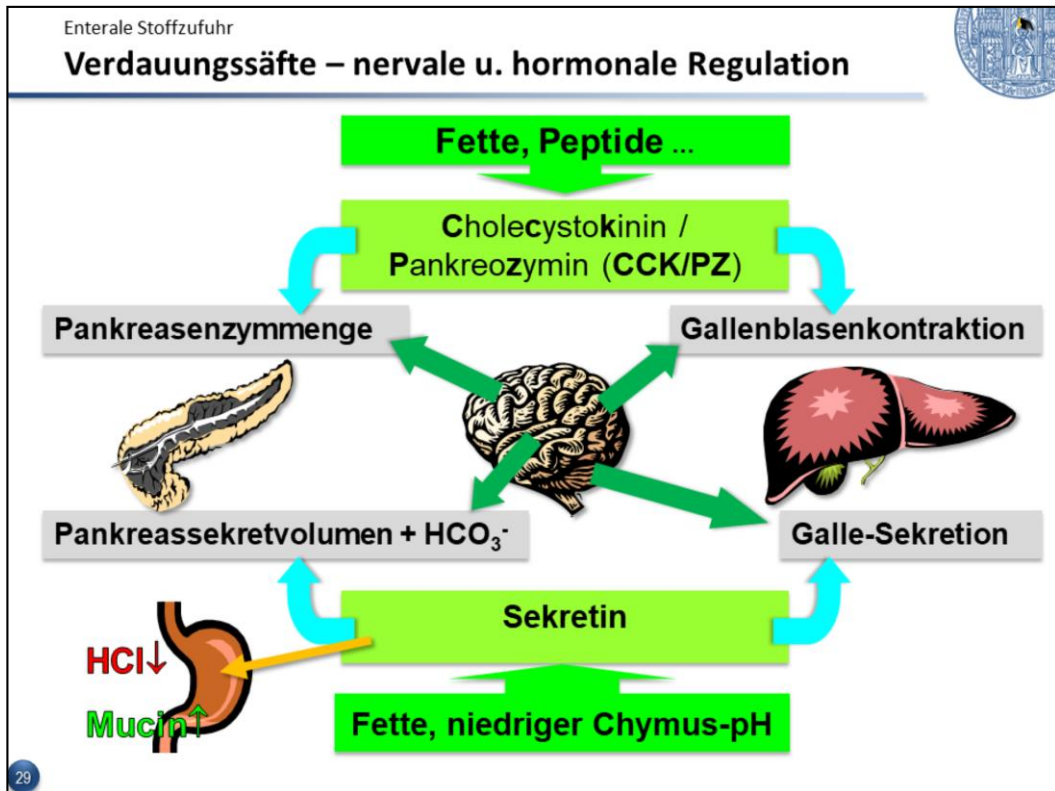 Enterale Stoffzufuhr
Verdauungssäfte – nervale u. hormonale Regulation
Fette, Peptide ...
Cholecystokinin /
Pankreozymin (CCK/PZ)
Pankreasenzymmenge
Gallenblasenkontraktion
Pankreassekretvolumen + HCO₃⁻
Galle-Sekretion
Sekretin
HCl↓
Mucin↑
Fette, niedriger Chymus-pH
29